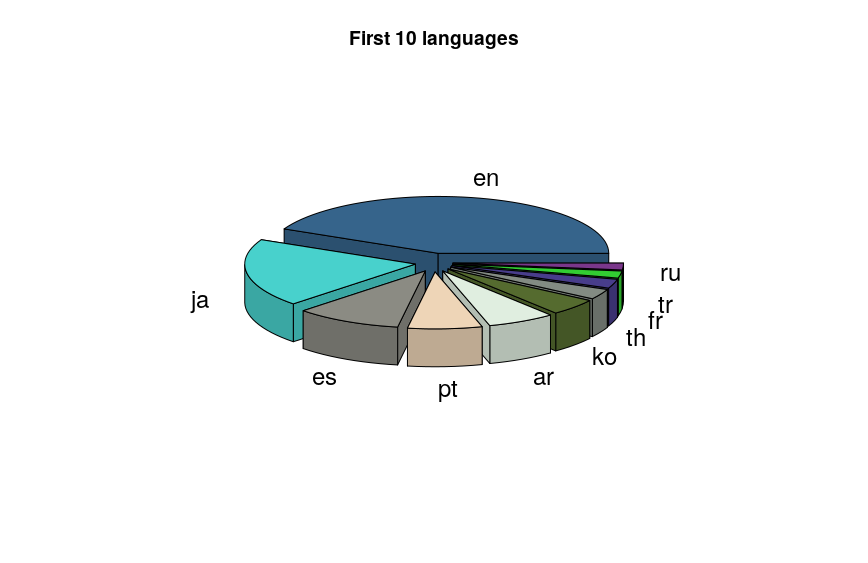 First 10 languages
en
ja
es
pt
ar
ko
th
fr
tr
ru